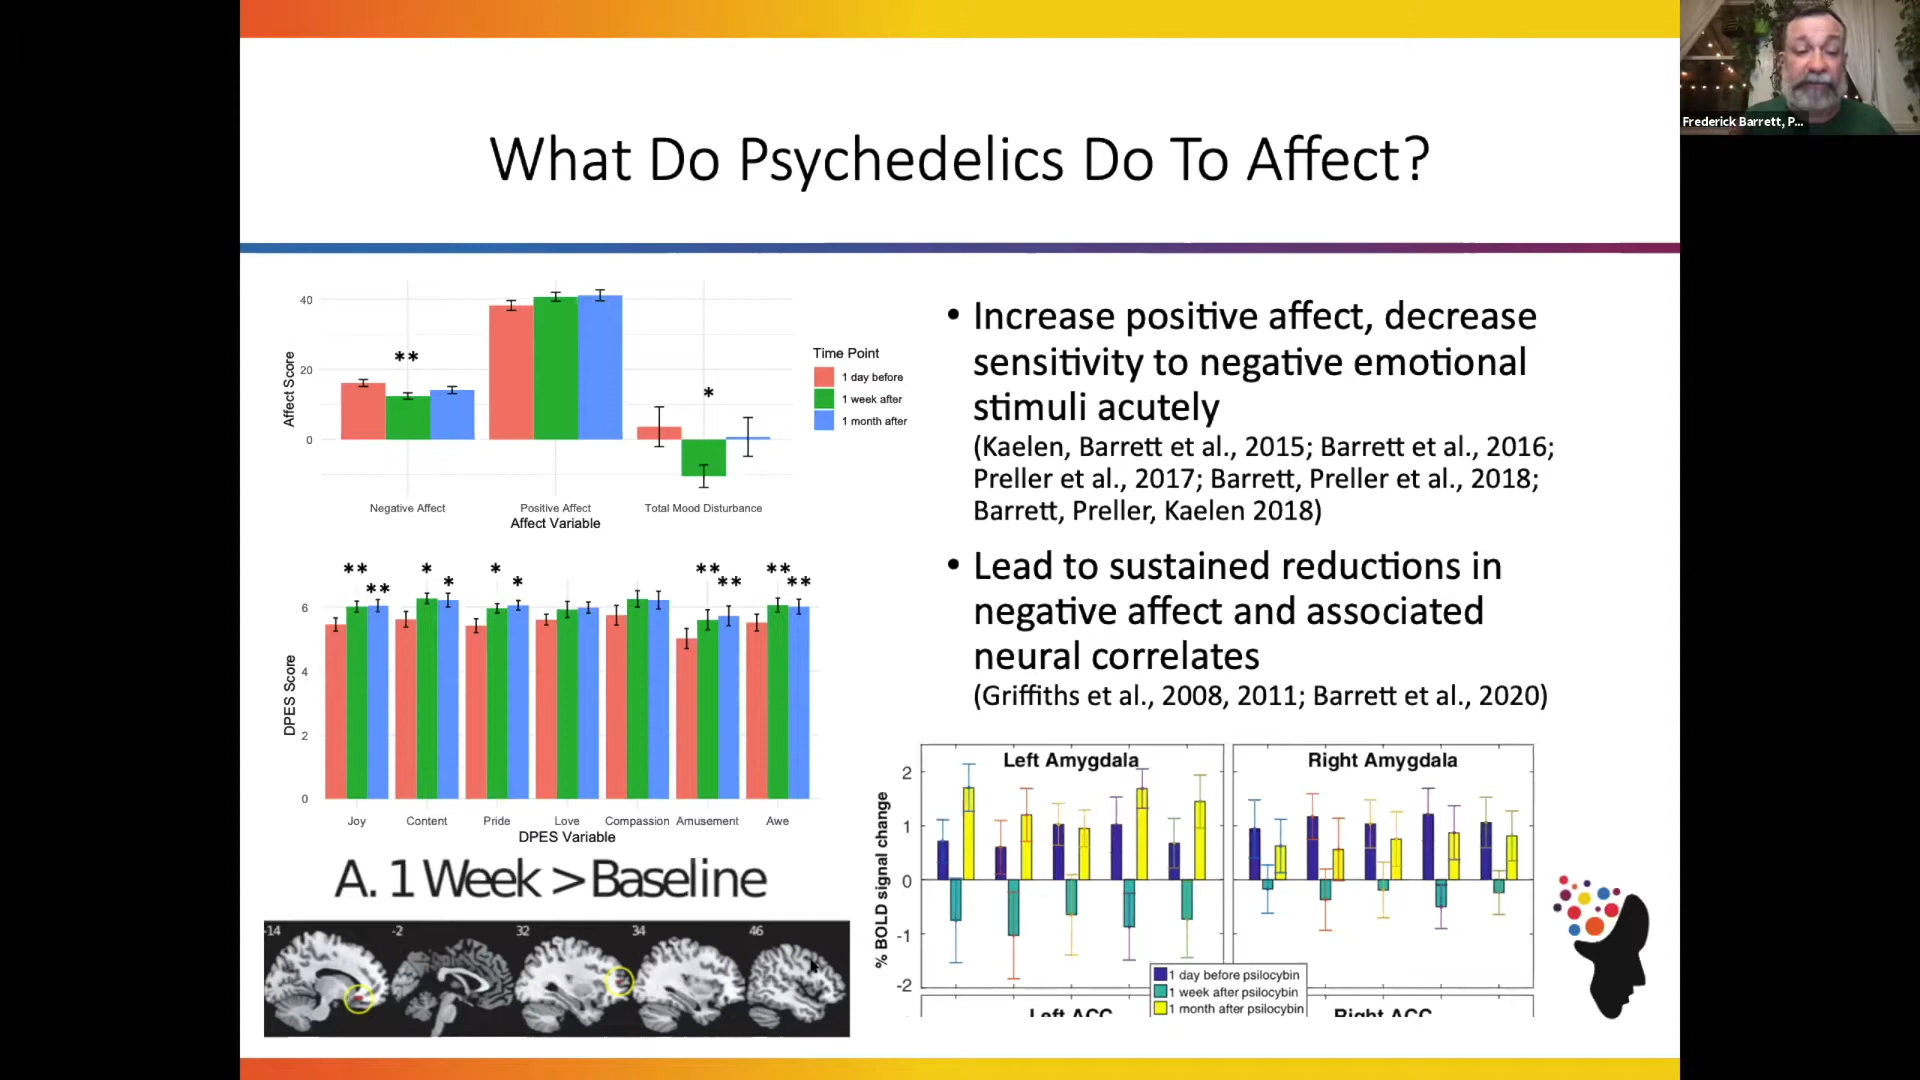 Frederick Barrett, P...
What Do Psychedelics Do To Affect?
40
20
0
Affect Score
**
*
Negative Affect
Positive Affect
Total Mood Disturbance
Affect Variable
Time Point
1 day before
1 week after
1 month after
** * * ** **
** * * ** **
6
4
2
0
DPES Score
Joy
Content
Pride
Love
Compassion
Amusement
Awe
DPES Variable
A. 1 Week > Baseline
-14
-2
32
34
46
• Increase positive affect, decrease
sensitivity to negative emotional
stimuli acutely
(Kaelen, Barrett et al., 2015; Barrett et al., 2016;
Preller et al., 2017; Barrett, Preller et al., 2018;
Barrett, Preller, Kaelen 2018)
• Lead to sustained reductions in
negative affect and associated
neural correlates
(Griffiths et al., 2008, 2011; Barrett et al., 2020)
Left Amygdala
Right Amygdala
2
1
0
-1
-2
% BOLD signal change
1 day before psilocybin
1 week after psilocybin
1 month after psilocybin
Left ACC
Right ACC